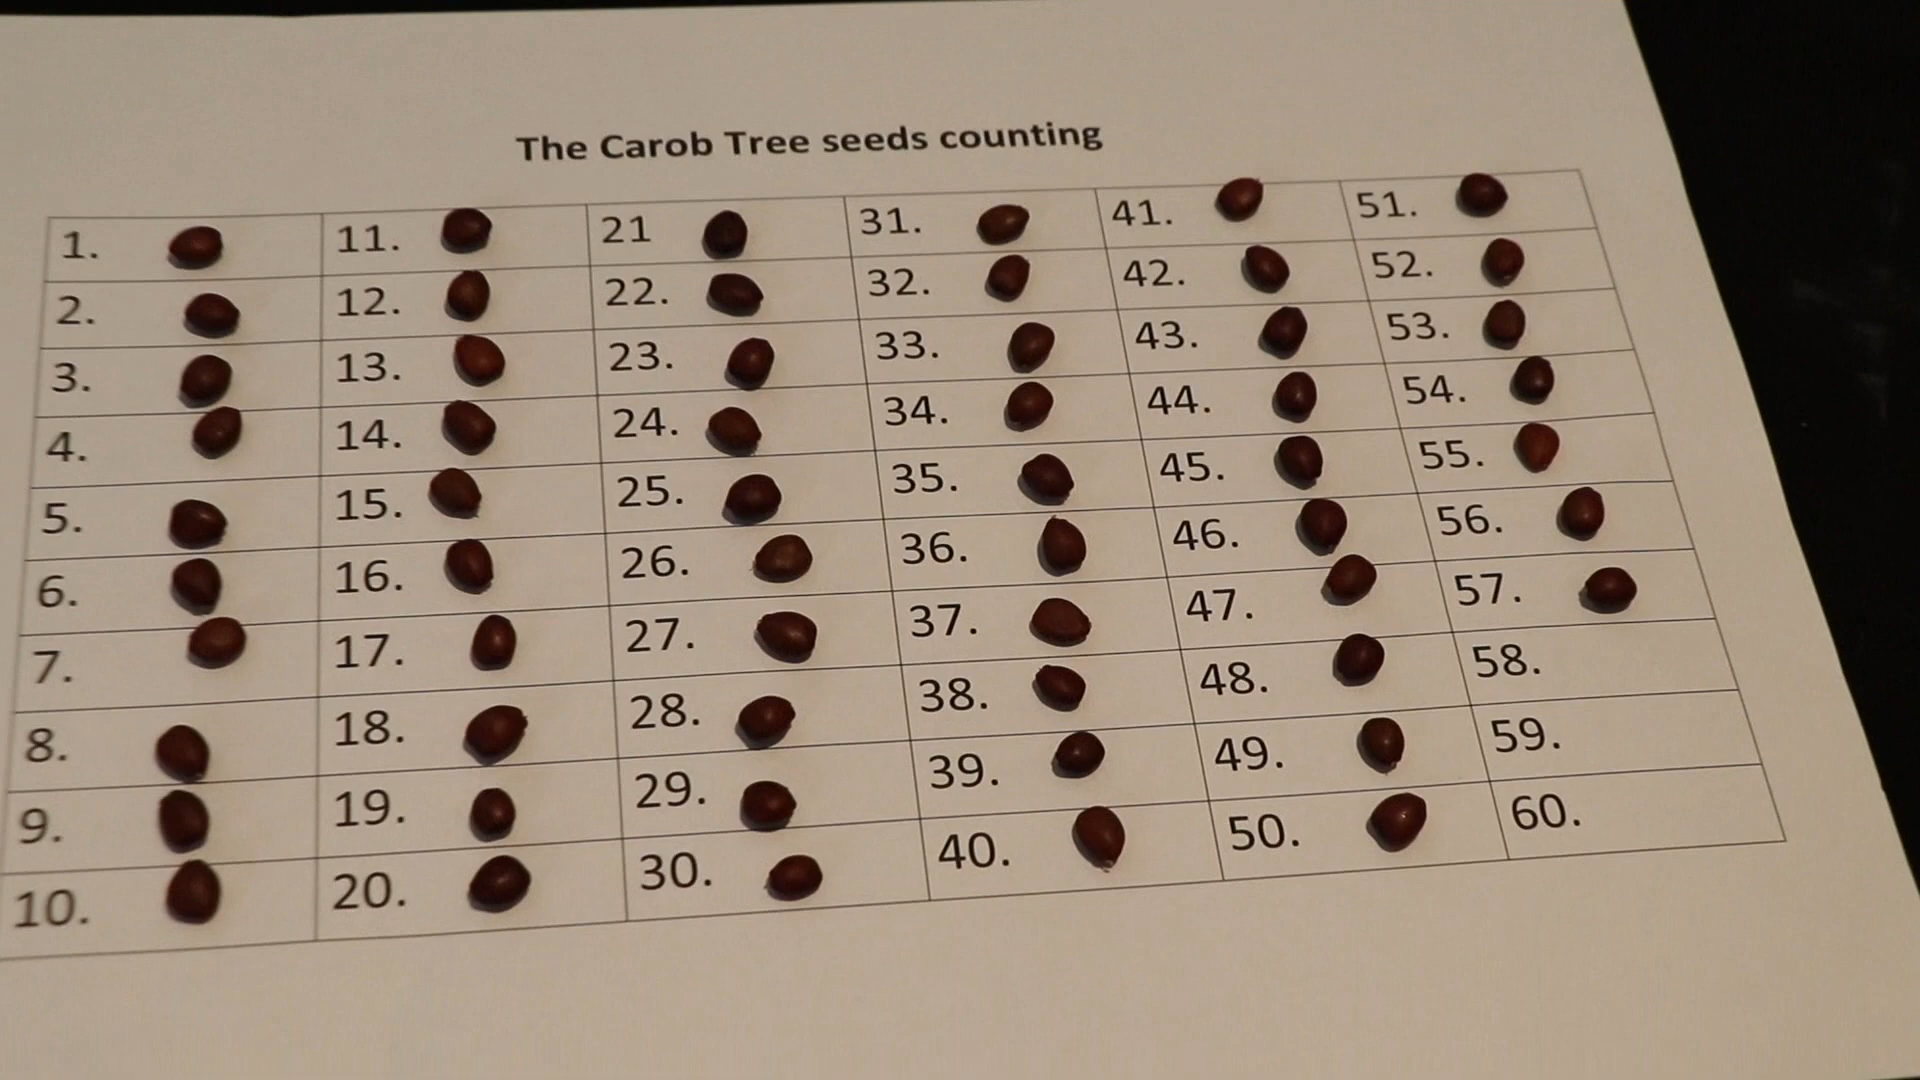 The Carob Tree seeds counting
1. 11. 21 31. 41. 51.
2. 12. 22. 32. 42. 52.
3. 13. 23. 33. 43. 53.
4. 14. 24. 34. 44. 54.
5. 15. 25. 35. 45. 55.
6. 16. 26. 36. 46. 56.
7. 17. 27. 37. 47. 57.
8. 18. 28. 38. 48. 58.
9. 19. 29. 39. 49. 59.
10. 20. 30. 40. 50. 60.